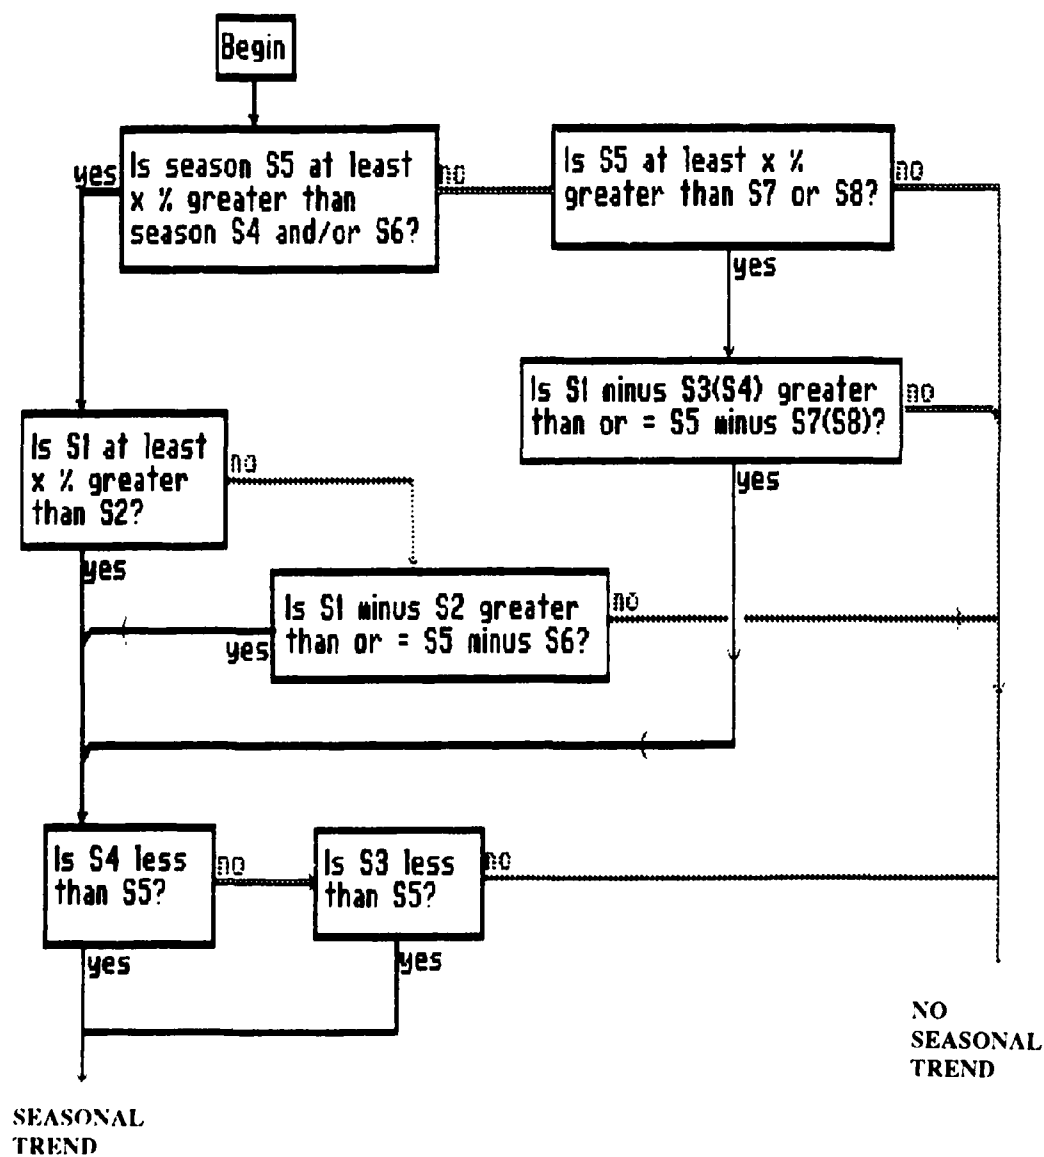 Begin
yes
Is season S5 at least
x % greater than
season S4 and/or S6?
no
Is S5 at least x %
greater than S7 or S8?
no
yes
Is S1 minus S3(S4) greater
than or = S5 minus S7(S8)?
no
yes
Is S1 at least
x % greater
than S2?
no
yes
Is S1 minus S2 greater
than or = S5 minus S6?
no
yes
Is S4 less
than S5?
no
yes
Is S3 less
than S5?
no
yes
NO
SEASONAL
TREND
SEASONAL
TREND